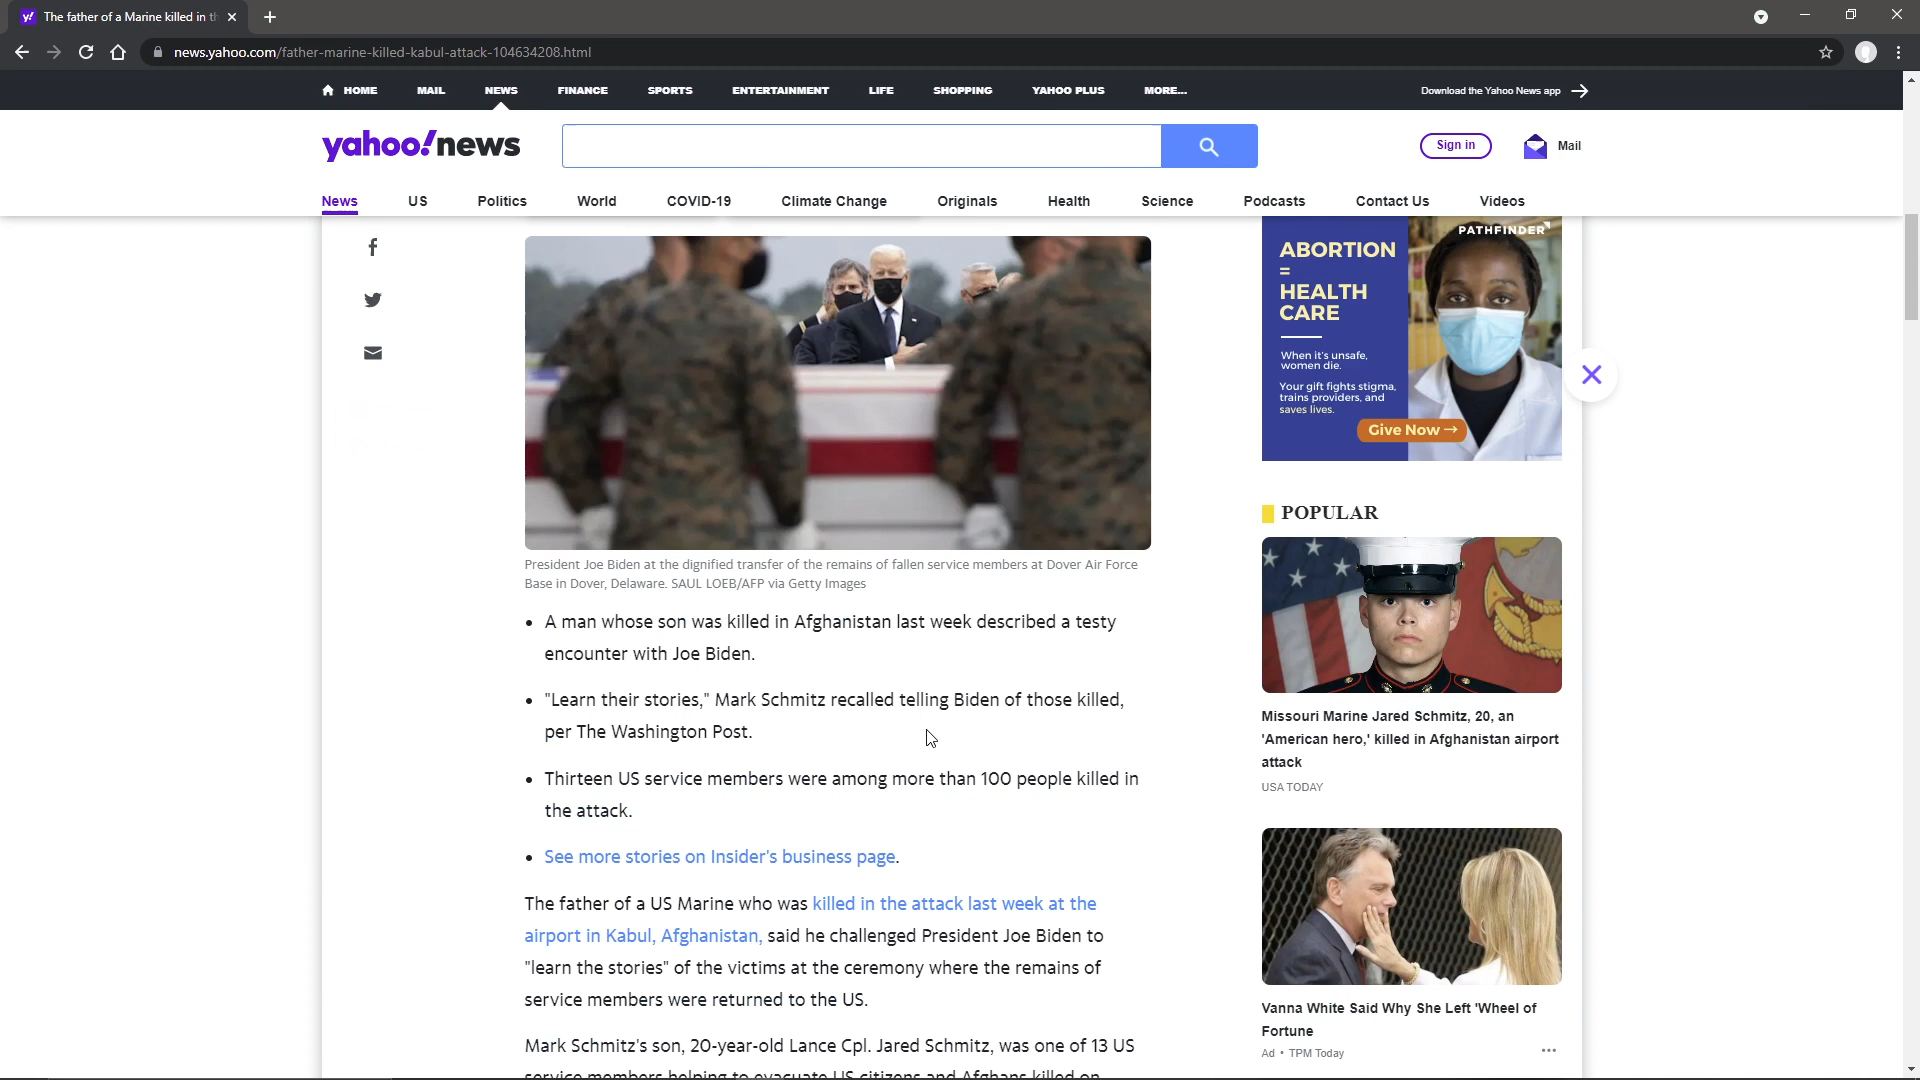 The father of a Marine killed in th
news.yahoo.com/father-marine-killed-kabul-attack-104634208.html
HOME MAIL NEWS FINANCE SPORTS ENTERTAINMENT LIFE SHOPPING YAHOO PLUS MORE... Download the Yahoo News app
yahoo!news
Sign in
Mail
News US Politics World COVID-19 Climate Change Originals Health Science Podcasts Contact Us Videos
President Joe Biden at the dignified transfer of the remains of fallen service members at Dover Air Force
Base in Dover, Delaware. SAUL LOEB/AFP via Getty Images
• A man whose son was killed in Afghanistan last week described a testy
encounter with Joe Biden.
• "Learn their stories," Mark Schmitz recalled telling Biden of those killed,
per The Washington Post.
• Thirteen US service members were among more than 100 people killed in
the attack.
• See more stories on Insider's business page.
The father of a US Marine who was killed in the attack last week at the
airport in Kabul, Afghanistan, said he challenged President Joe Biden to
"learn the stories" of the victims at the ceremony where the remains of
service members were returned to the US.
Mark Schmitz's son, 20-year-old Lance Cpl. Jared Schmitz, was one of 13 US
service members helping to evacuate US citizens and Afghans killed on
PATHFINDER
ABORTION
=
HEALTH
CARE
When it's unsafe,
women die.
Your gift fights stigma,
trains providers, and
saves lives.
Give Now →
POPULAR
Missouri Marine Jared Schmitz, 20, an
'American hero,' killed in Afghanistan airport
attack
USA TODAY
Vanna White Said Why She Left 'Wheel of
Fortune
Ad • TPM Today